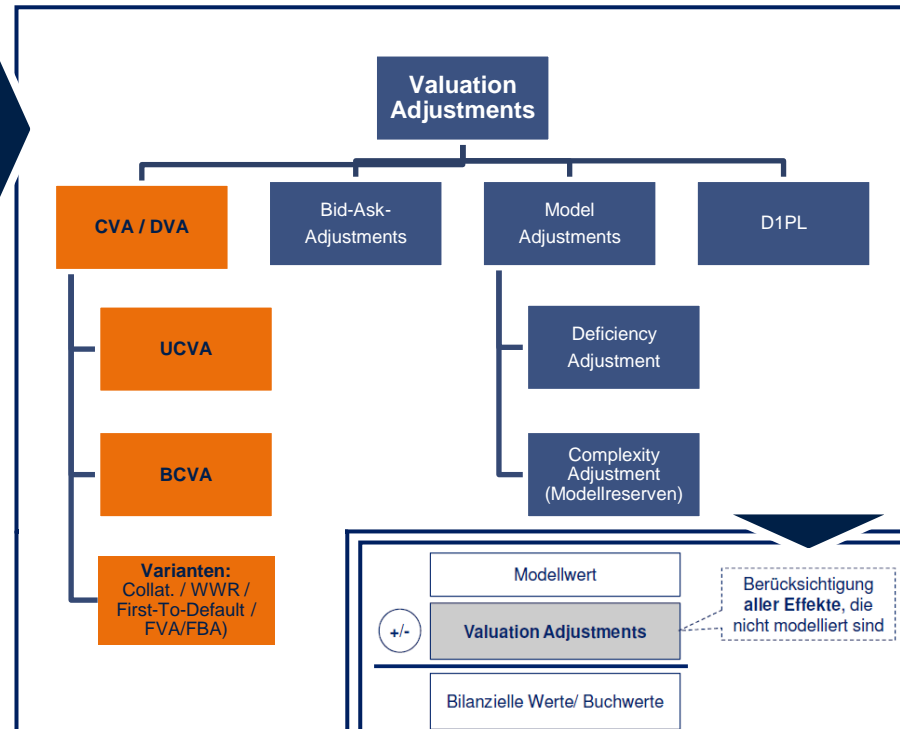 Valuation
Adjustments
CVA / DVA
Bid-Ask-
Adjustments
Model
Adjustments
D1PL
UCVA
Deficiency
Adjustment
BCVA
Complexity
Adjustment
(Modellreserven)
Varianten:
Collat. / WWR /
First-To-Default /
FVA/FBA)
Modellwert
+/-
Valuation Adjustments
Bilanzielle Werte/ Buchwerte
Berücksichtigung
aller Effekte, die
nicht modelliert sind